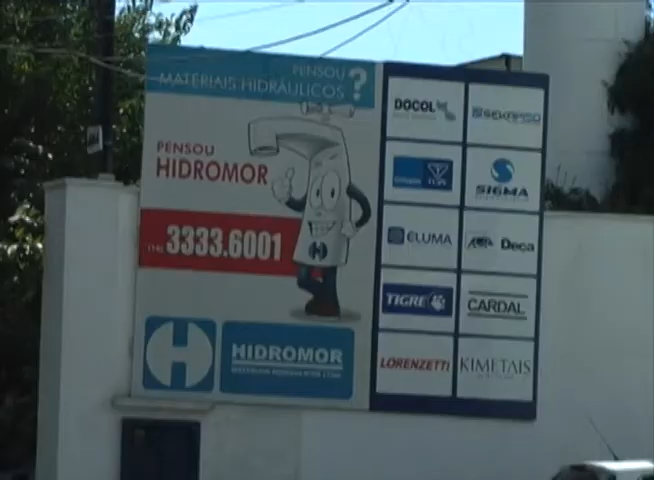 PENSOU
MATERIAIS HIDRÁULICOS ?
PENSOU
HIDROMOR
3333.6001
H
HIDROMOR
DOCOL
SIGMA
ELUMA
Deca
TIGRE
CARDAL
LORENZETTI
KIMETAIS